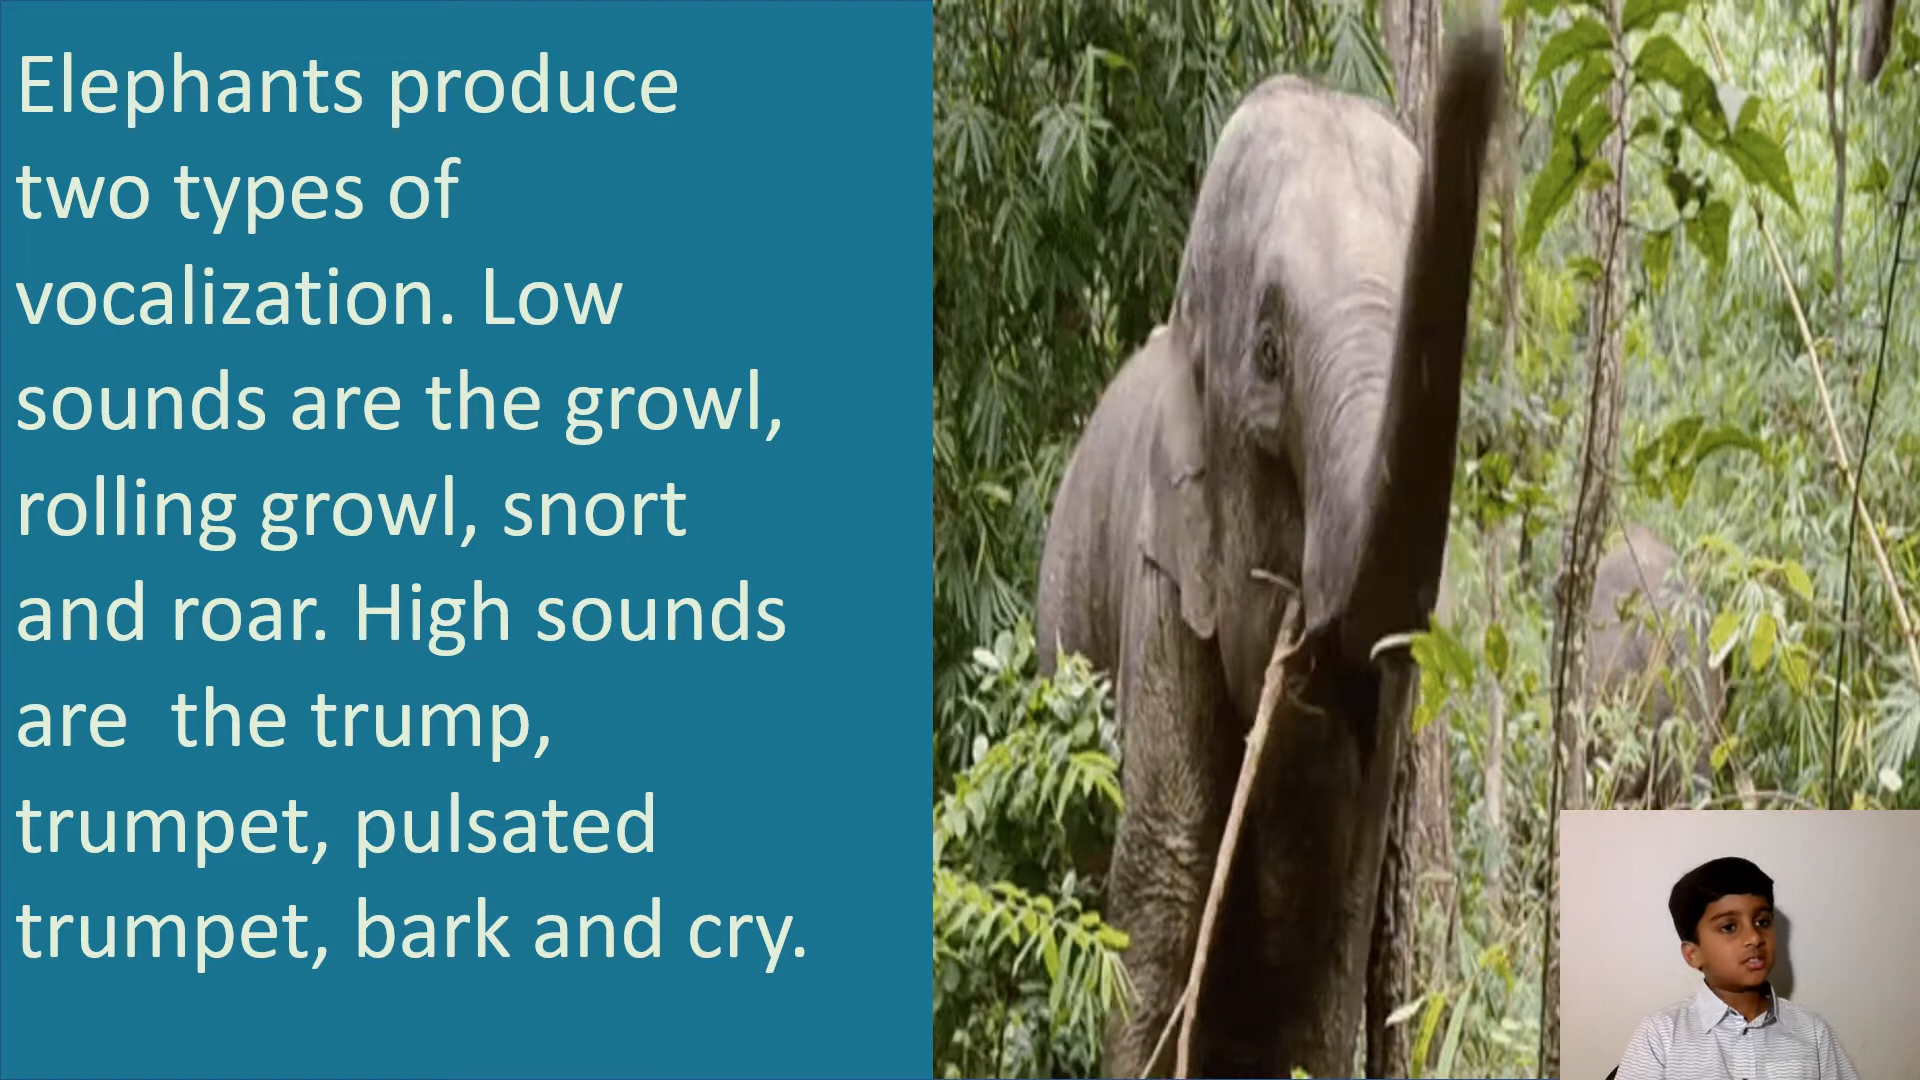 Elephants produce
two types of
vocalization. Low
sounds are the growl,
rolling growl, snort
and roar. High sounds
are  the trump,
trumpet, pulsated
trumpet, bark and cry.